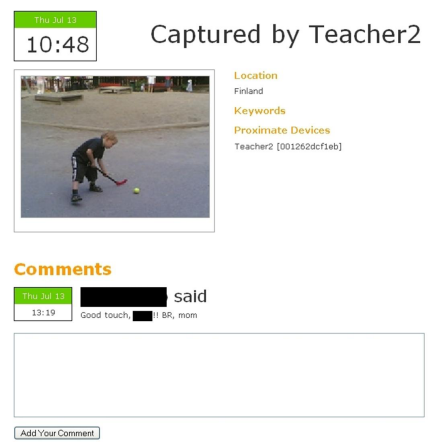 Thu Jul 13
10:48
Captured by Teacher2
Location
Finland
Keywords
Proximate Devices
Teacher2 [001262dcf1eb]
Comments
Thu Jul 13
13:19
said
Good touch, !! BR, mom
Add Your Comment